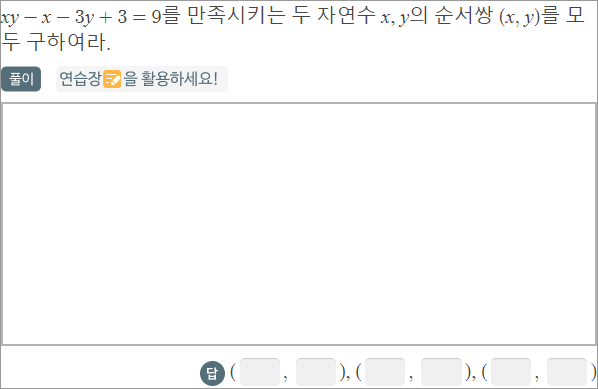 xy − x − 3y + 3 = 9를 만족시키는 두 자연수 x, y의 순서쌍 (x, y)를 모
두 구하여라.
풀이 연습장을 활용하세요!
답 ( , ), ( , ), ( , )